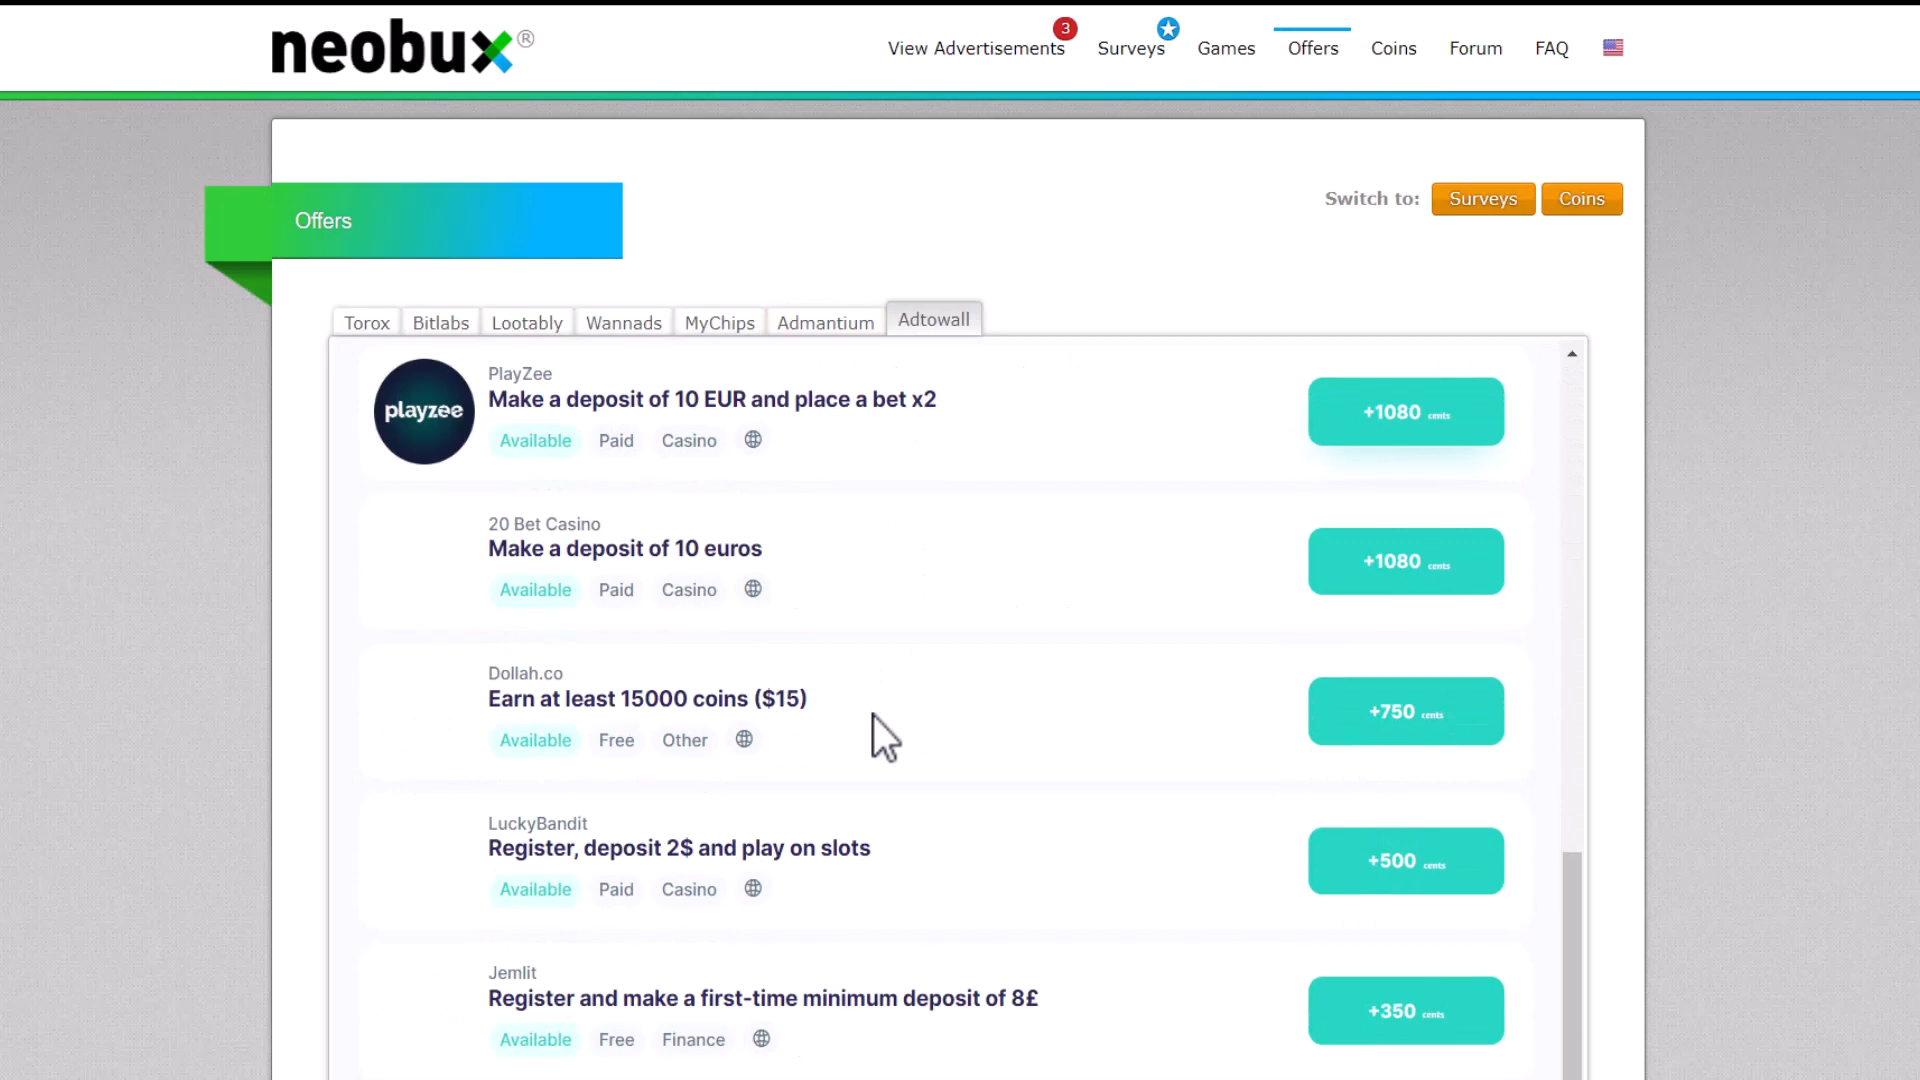 neobux®
View Advertisements 3 Surveys Games Offers Coins Forum FAQ
Offers
Switch to: Surveys Coins
Torox Bitlabs Lootably Wannads MyChips Admantium Adtowall
playzee
PlayZee
Make a deposit of 10 EUR and place a bet x2
+1080 cents
Available Paid Casino
20 Bet Casino
Make a deposit of 10 euros
+1080 cents
Available Paid Casino
Dollah.co
Earn at least 15000 coins ($15)
+750 cents
Available Free Other
LuckyBandit
Register, deposit 2$ and play on slots
+500 cents
Available Paid Casino
Jemlit
Register and make a first-time minimum deposit of 8£
+350 cents
Available Free Finance